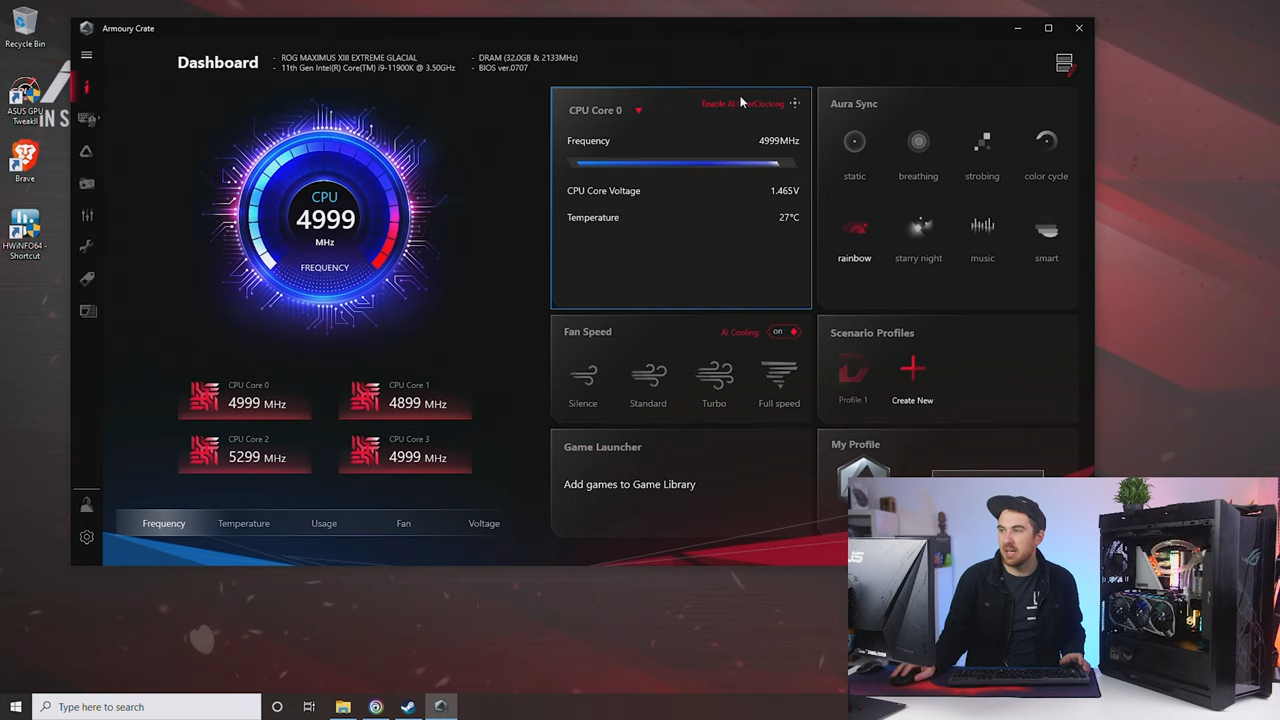 Recycle Bin
ASUS GPU
TweakII
Brave
HWiNFO64 -
Shortcut
Armoury Crate
Dashboard
- ROG MAXIMUS XIII EXTREME GLACIAL
- 11th Gen Intel(R) Core(TM) i9-11900K @ 3.50GHz
- DRAM (32.0GB & 2133MHz)
- BIOS ver.0707
CPU
4999
MHz
FREQUENCY
CPU Core 0
4999 MHz
CPU Core 1
4899 MHz
CPU Core 2
5299 MHz
CPU Core 3
4999 MHz
Frequency
Temperature
Usage
Fan
Voltage
CPU Core 0
Enable AI
Frequency 4999MHz
CPU Core Voltage 1.465V
Temperature 27°C
Aura Sync
static
breathing
strobing
color cycle
rainbow
starry night
music
smart
Fan Speed
AI Cooling on
Silence
Standard
Turbo
Full speed
Scenario Profiles
Profile 1
Create New
Game Launcher
Add games to Game Library
My Profile
Type here to search